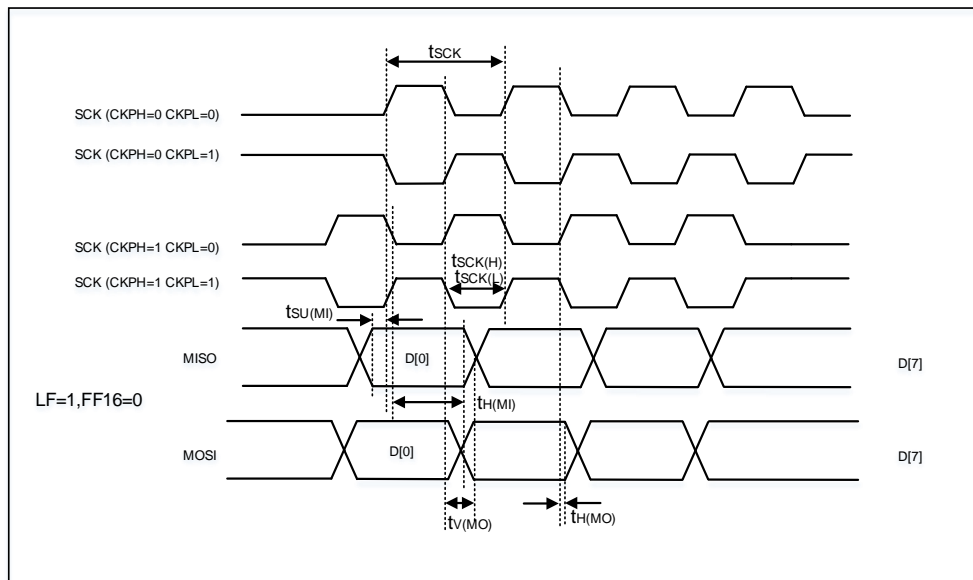 tSCK
SCK (CKPH=0 CKPL=0)
SCK (CKPH=0 CKPL=1)
SCK (CKPH=1 CKPL=0)
tSCK(H)
tSCK(L)
SCK (CKPH=1 CKPL=1)
tSU(MI)
MISO
D[0]
D[7]
LF=1,FF16=0
tH(MI)
MOSI
D[0]
D[7]
tV(MO)
tH(MO)